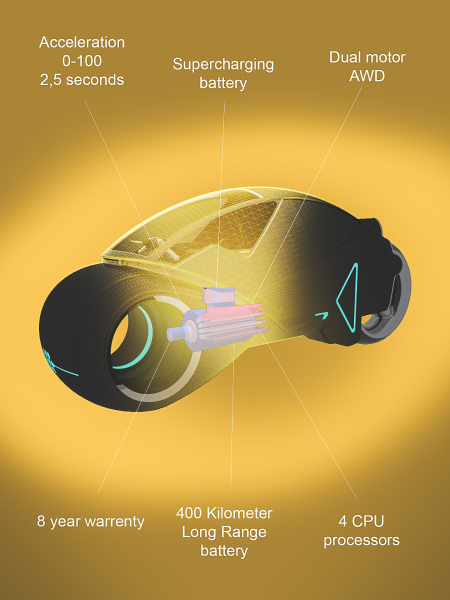 Acceleration
0-100
2,5 seconds
Supercharging
battery
Dual motor
AWD
8 year warrenty
400 Kilometer
Long Range
battery
4 CPU
processors